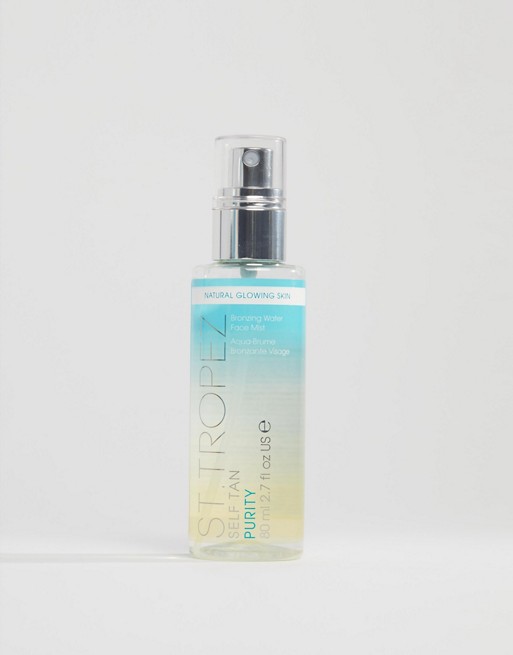 NATURAL GLOWING SKIN
Bronzing Water
Face Mist
Aqua-Brume
Bronzante Visage
ST.TROPEZ
SELF TAN
PURITY
80 ml 2.7 fl oz US ℮